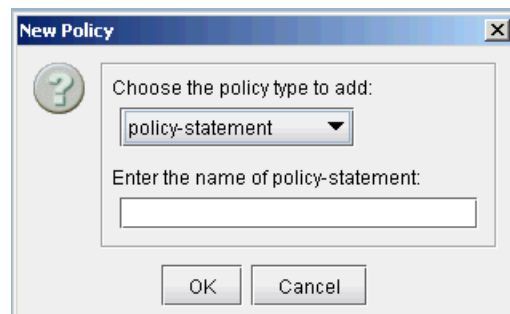 New Policy
Choose the policy type to add:
policy-statement
Enter the name of policy-statement:
OK Cancel